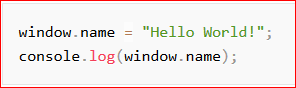 window.name = "Hello World!";
console.log(window.name);